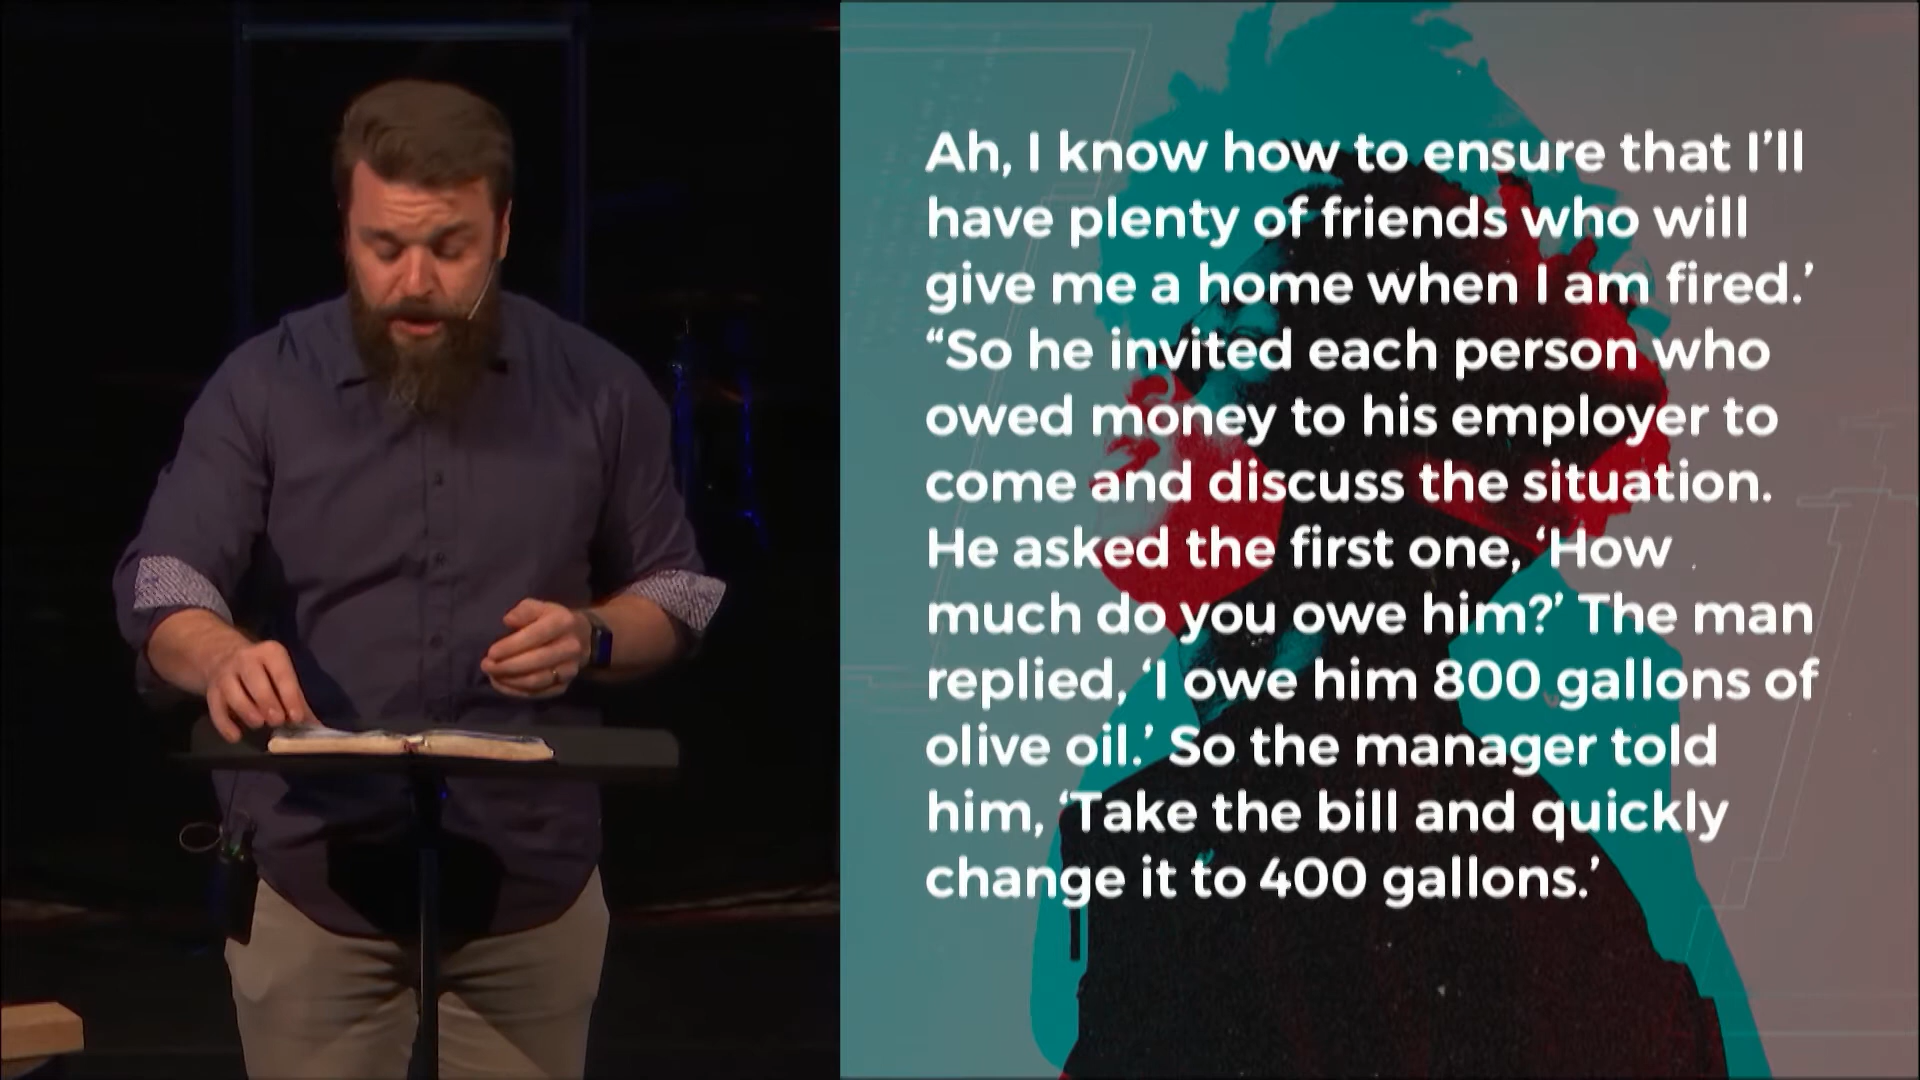 Ah, I know how to ensure that I’ll
have plenty of friends who will
give me a home when I am fired.’
“So he invited each person who
owed money to his employer to
come and discuss the situation.
He asked the first one, ‘How
much do you owe him?’ The man
replied, ‘I owe him 800 gallons of
olive oil.’ So the manager told
him, ‘Take the bill and quickly
change it to 400 gallons.’